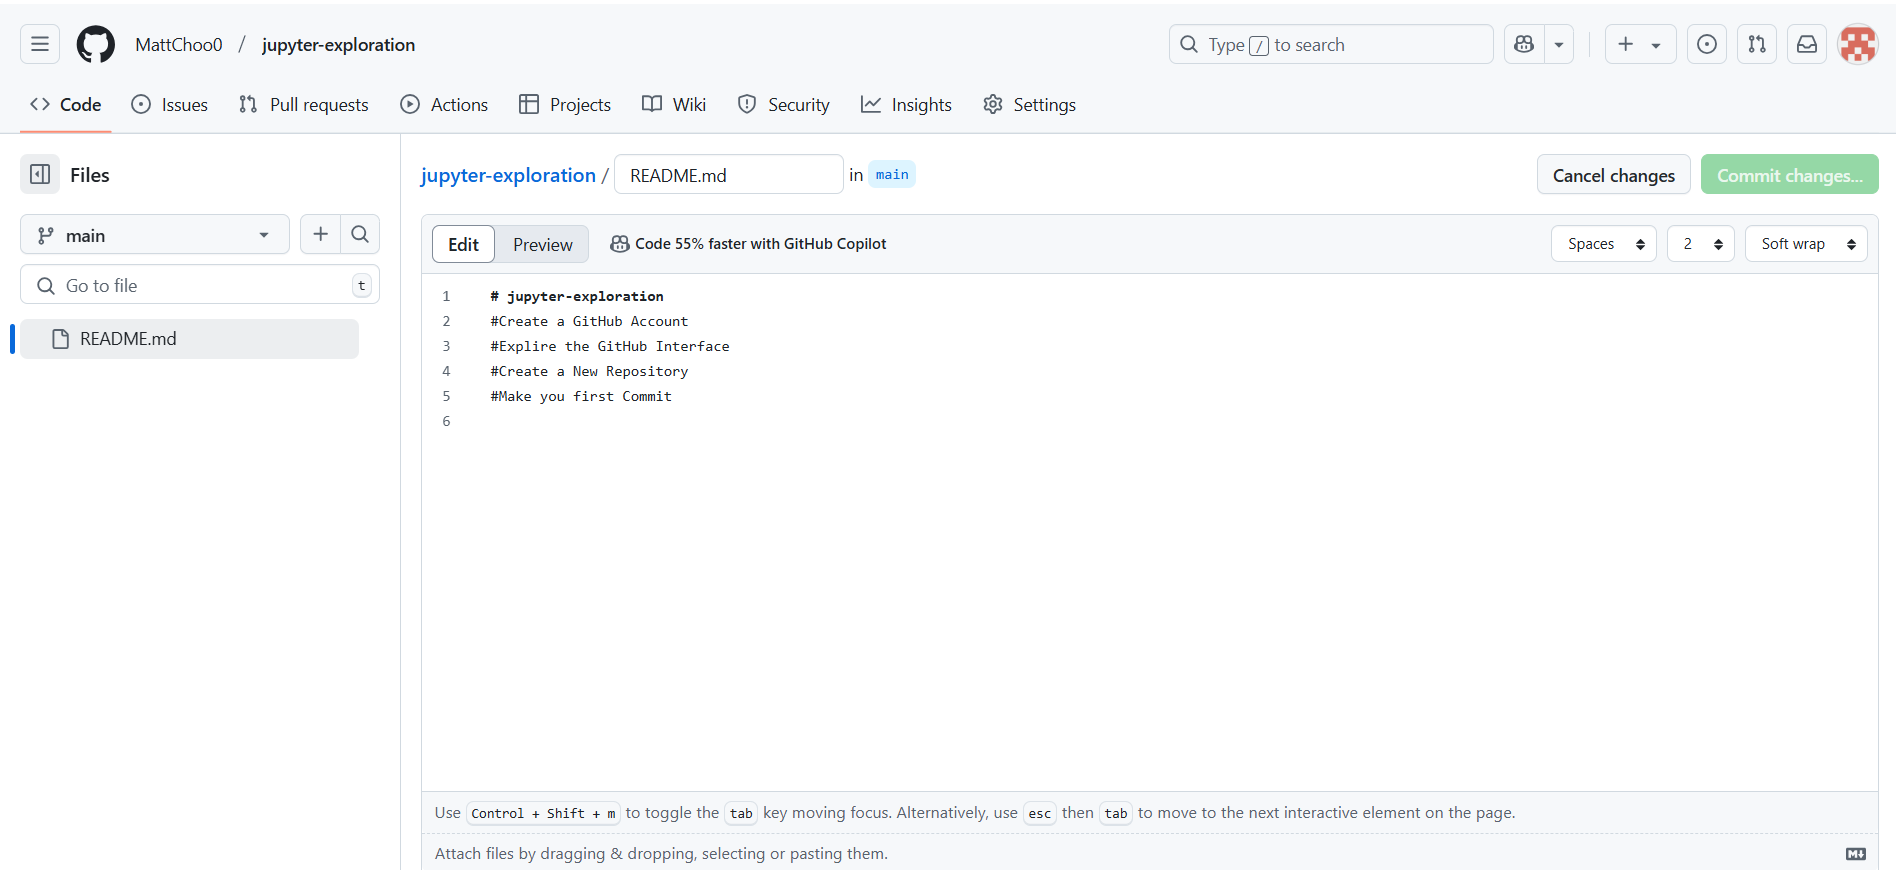 MattChoo0 / jupyter-exploration
Type / to search
Code Issues Pull requests Actions Projects Wiki Security Insights Settings
Files
main
Go to file t
README.md
jupyter-exploration / README.md in main
Cancel changes Commit changes...
Edit Preview Code 55% faster with GitHub Copilot Spaces 2 Soft wrap
1 # jupyter-exploration
2 #Create a GitHub Account
3 #Explire the GitHub Interface
4 #Create a New Repository
5 #Make you first Commit
6
Use Control + Shift + m to toggle the tab key moving focus. Alternatively, use esc then tab to move to the next interactive element on the page.
Attach files by dragging & dropping, selecting or pasting them.